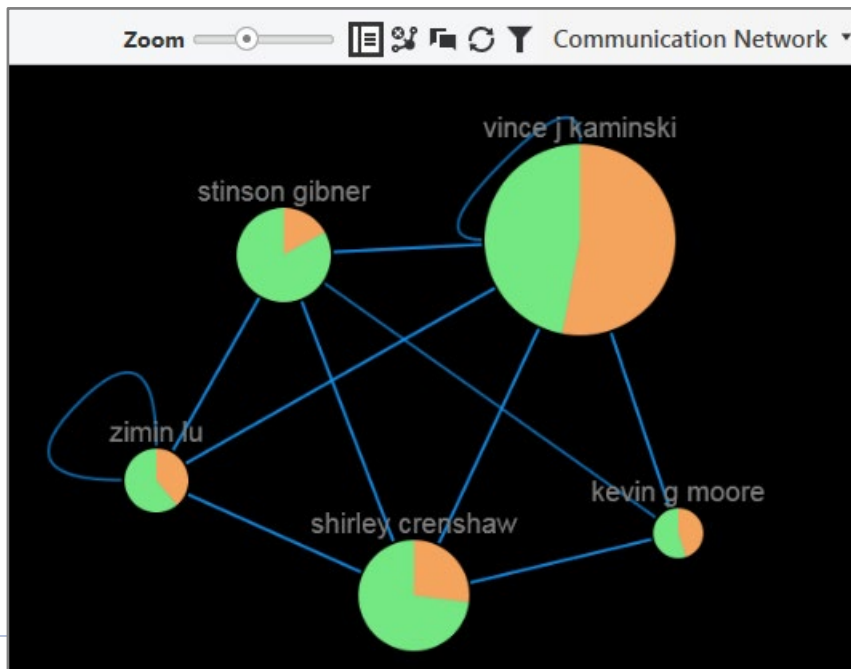 Zoom Communication Network
vince j kaminski
stinson gibner
zimin lu
kevin g moore
shirley crenshaw